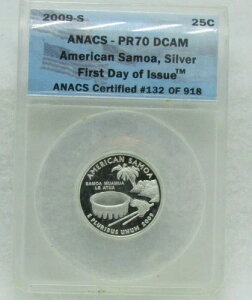 2009-S 25C
ANACS - PR70 DCAM
American Samoa, Silver
First Day of Issue™
ANACS Certified #132 OF 918
AMERICAN SAMOA
SAMOA MUAMUA
LE ATUA
E PLURIBUS UNUM 2009